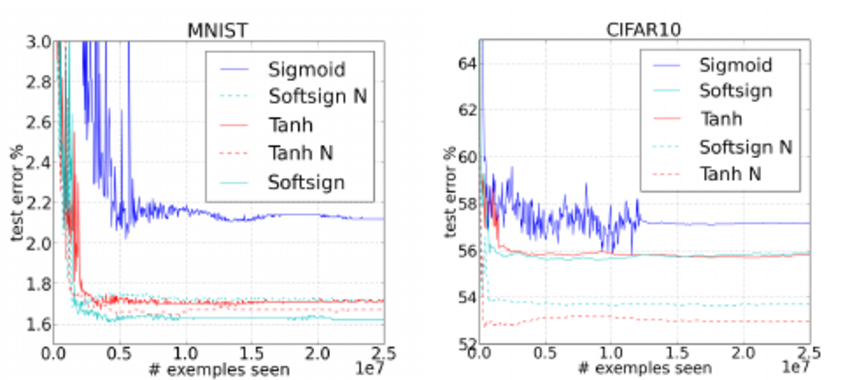 MNIST
3.0
2.8
2.6
2.4
2.2
2.0
1.8
1.6
test error %
Sigmoid
Softsign N
Tanh
Tanh N
Softsign
0.0 0.5 1.0 1.5 2.0 2.5
# exemples seen 1e7
CIFAR10
64
62
60
58
56
54
52
test error %
Sigmoid
Softsign
Tanh
Softsign N
Tanh N
0.0 0.5 1.0 1.5 2.0 2.5
# exemples seen 1e7